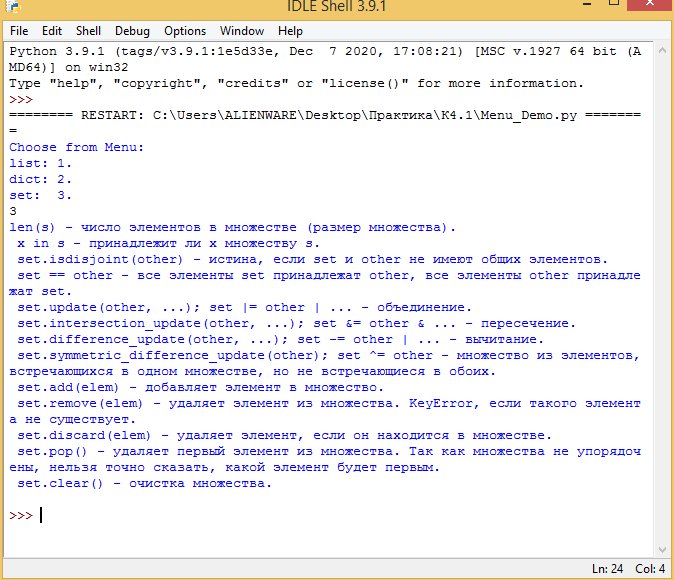 IDLE Shell 3.9.1
File Edit Shell Debug Options Window Help
Python 3.9.1 (tags/v3.9.1:1e5d33e, Dec  7 2020, 17:08:21) [MSC v.1927 64 bit (A
MD64)] on win32
Type "help", "copyright", "credits" or "license()" for more information.
>>>
======== RESTART: C:\Users\ALIENWARE\Desktop\Практика\К4.1\Menu_Demo.py =======
=
Choose from Menu:
list: 1.
dict: 2.
set:  3.
3
len(s) - число элементов в множестве (размер множества).
 x in s - принадлежит ли x множеству s.
 set.isdisjoint(other) - истина, если set и other не имеют общих элементов.
 set == other - все элементы set принадлежат other, все элементы other принадле
жат set.
 set.update(other, ...); set |= other | ... - объединение.
 set.intersection_update(other, ...); set &= other & ... - пересечение.
 set.difference_update(other, ...); set -= other | ... - вычитание.
 set.symmetric_difference_update(other); set ^= other - множество из элементов,
встречающихся в одном множестве, но не встречающиеся в обоих.
 set.add(elem) - добавляет элемент в множество.
 set.remove(elem) - удаляет элемент из множества. KeyError, если такого элемент
а не существует.
 set.discard(elem) - удаляет элемент, если он находится в множестве.
 set.pop() - удаляет первый элемент из множества. Так как множества не упорядоч
ены, нельзя точно сказать, какой элемент будет первым.
 set.clear() - очистка множества.
>>>
Ln: 24 Col: 4